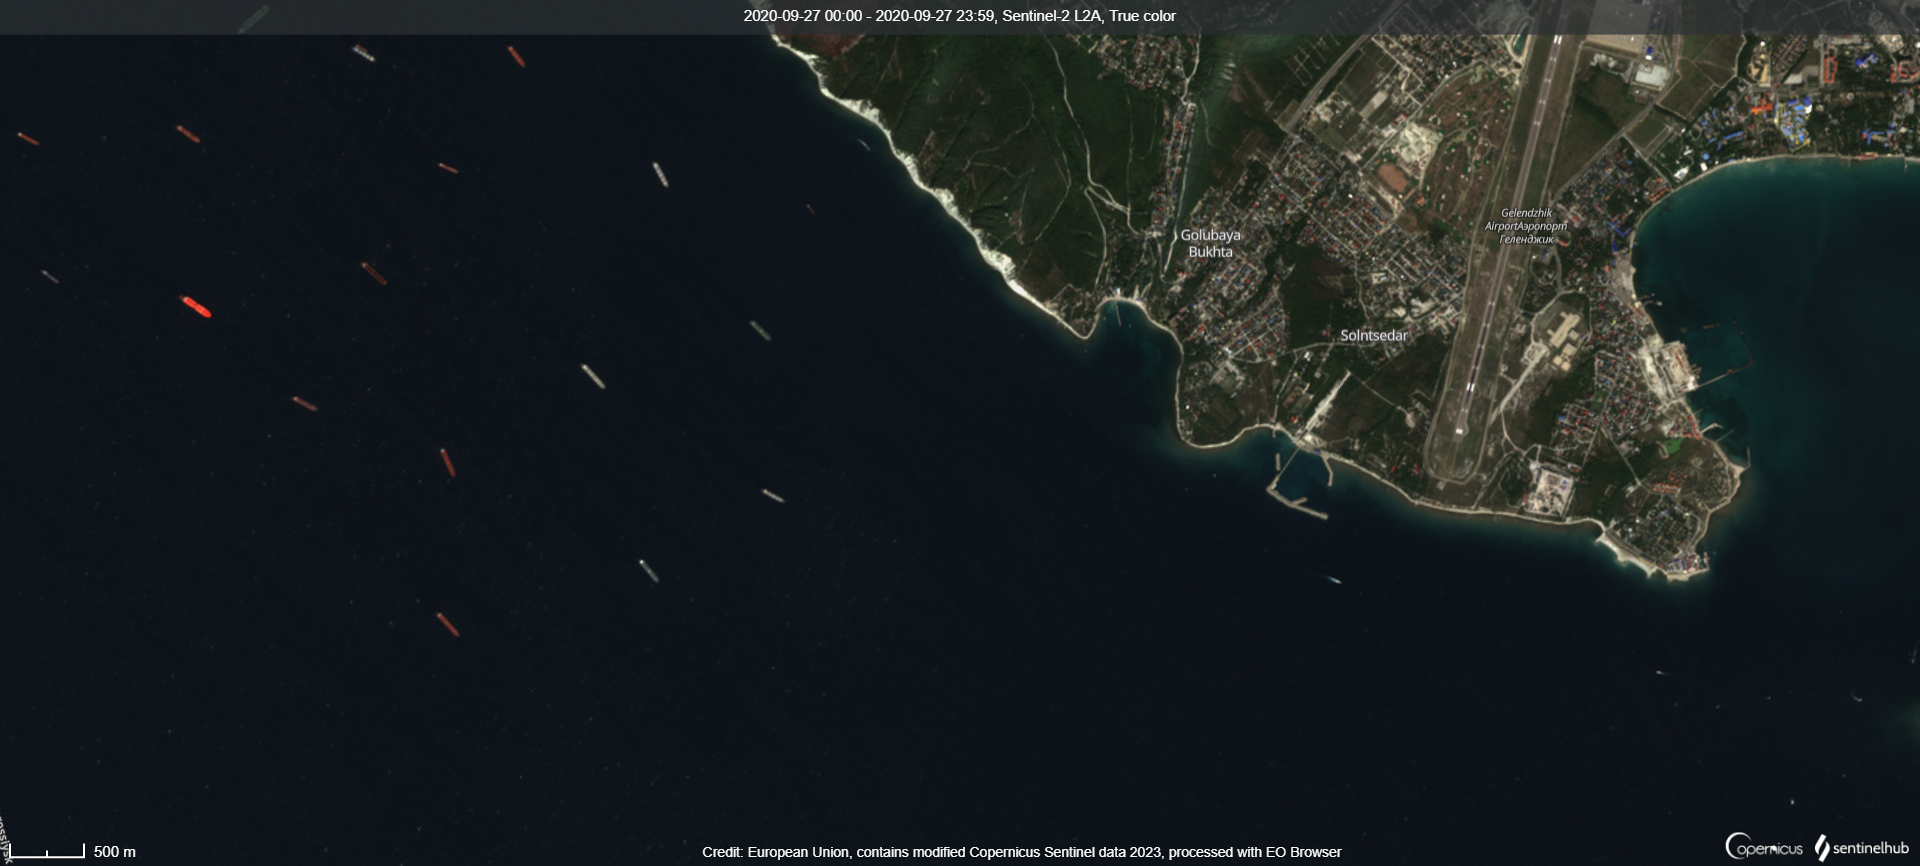 2020-09-27 00:00 - 2020-09-27 23:59, Sentinel-2 L2A, True color
Gelendzhik
AirportАэропорт
Геленджик
Golubaya
Bukhta
Solntsedar
500 m
Credit: European Union, contains modified Copernicus Sentinel data 2023, processed with EO Browser
Copernicus
sentinelhub